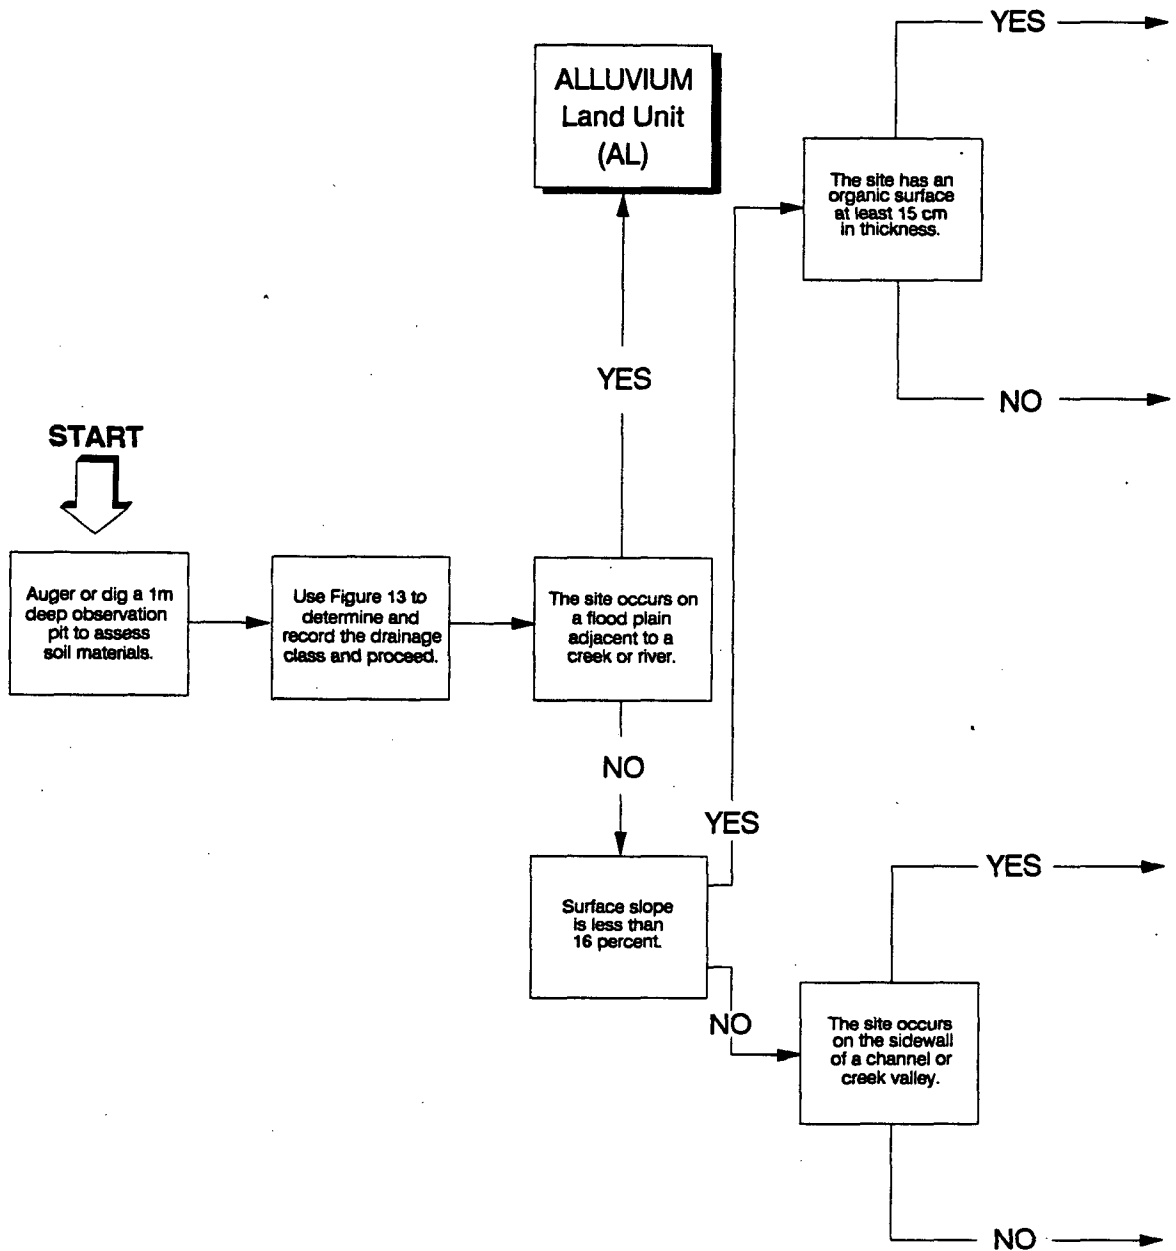 YES
ALLUVIUM
Land Unit
(AL)
The site has an
organic surface
at least 15 cm
in thickness.
YES
NO
START
Auger or dig a 1m
deep observation
pit to assess
soil materials.
Use Figure 13 to
determine and
record the drainage
class and proceed.
The site occurs on
a flood plain
adjacent to a
creek or river.
NO
YES
Surface slope
is less than
16 percent.
YES
NO
The site occurs
on the sidewall
of a channel or
creek valley.
NO